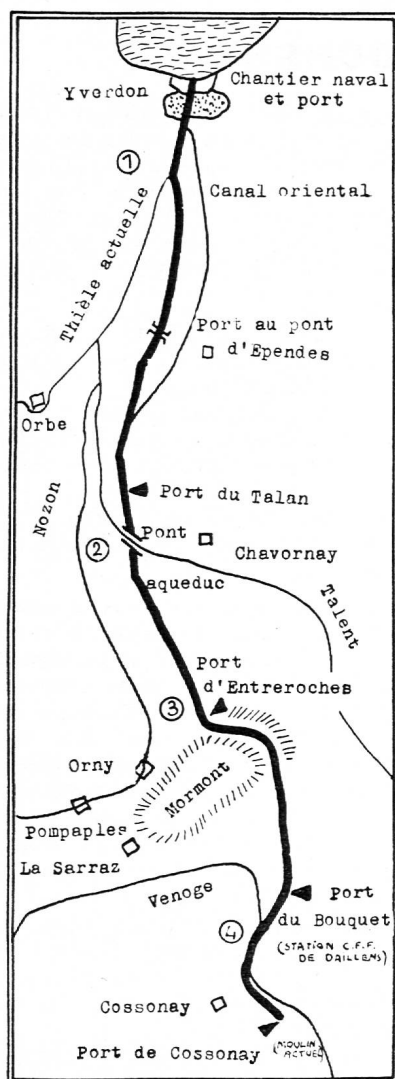 Yverdon
Chantier naval
et port
1
Canal oriental
Thièle actuelle
Port au pont
d'Ependes
Orbe
Nozon
Port du Talan
Pont
2
Chavornay
aqueduc
Talent
Port
d'Entreroches
3
Orny
Mormont
Pompaples
La Sarraz
Venoge
Port
du Bouquet
(STATION C.F.F.
DE DAILLENS)
4
Cossonay
Port de Cossonay
(MOULIN
ACTUEL)